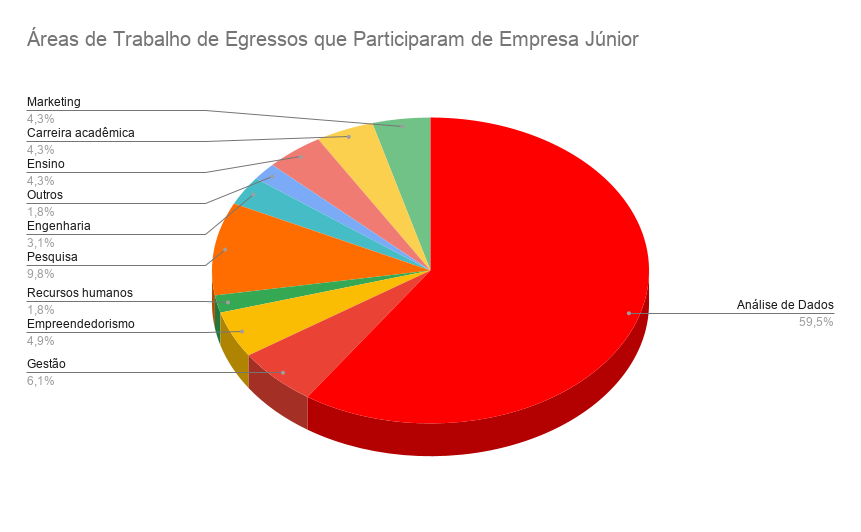 Áreas de Trabalho de Egressos que Participaram de Empresa Júnior
Marketing
4,3%
Carreira acadêmica
4,3%
Ensino
4,3%
Outros
1,8%
Engenharia
3,1%
Pesquisa
9,8%
Recursos humanos
1,8%
Empreendedorismo
4,9%
Gestão
6,1%
Análise de Dados
59,5%